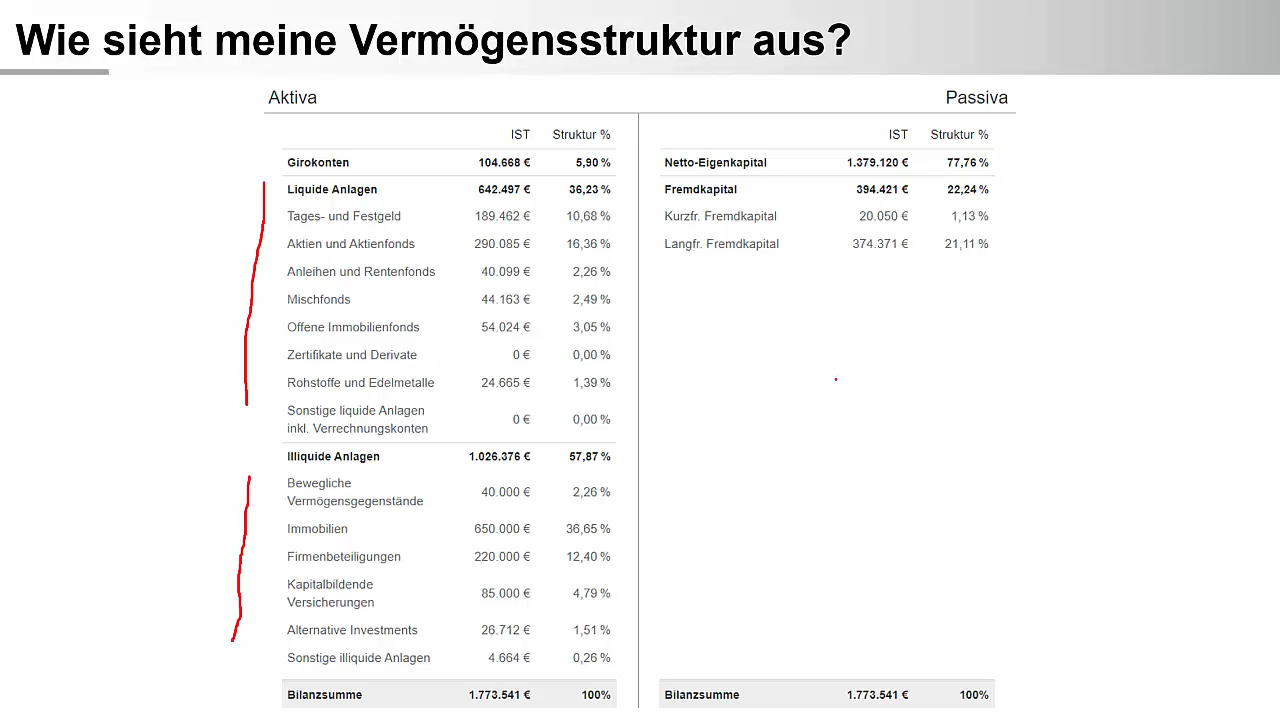 Wie sieht meine Vermögensstruktur aus?
Aktiva
IST Struktur %
Girokonten 104.668 € 5,90 %
Liquide Anlagen 642.497 € 36,23 %
Tages- und Festgeld 189.462 € 10,68 %
Aktien und Aktienfonds 290.085 € 16,36 %
Anleihen und Rentenfonds 40.099 € 2,26 %
Mischfonds 44.163 € 2,49 %
Offene Immobilienfonds 54.024 € 3,05 %
Zertifikate und Derivate 0 € 0,00 %
Rohstoffe und Edelmetalle 24.665 € 1,39 %
Sonstige liquide Anlagen
inkl. Verrechnungskonten 0 € 0,00 %
Illiquide Anlagen 1.026.376 € 57,87 %
Bewegliche
Vermögensgegenstände 40.000 € 2,26 %
Immobilien 650.000 € 36,65 %
Firmenbeteiligungen 220.000 € 12,40 %
Kapitalbildende
Versicherungen 85.000 € 4,79 %
Alternative Investments 26.712 € 1,51 %
Sonstige illiquide Anlagen 4.664 € 0,26 %
Bilanzsumme 1.773.541 € 100%
Passiva
IST Struktur %
Netto-Eigenkapital 1.379.120 € 77,76 %
Fremdkapital 394.421 € 22,24 %
Kurzfr. Fremdkapital 20.050 € 1,13 %
Langfr. Fremdkapital 374.371 € 21,11 %
Bilanzsumme 1.773.541 € 100%